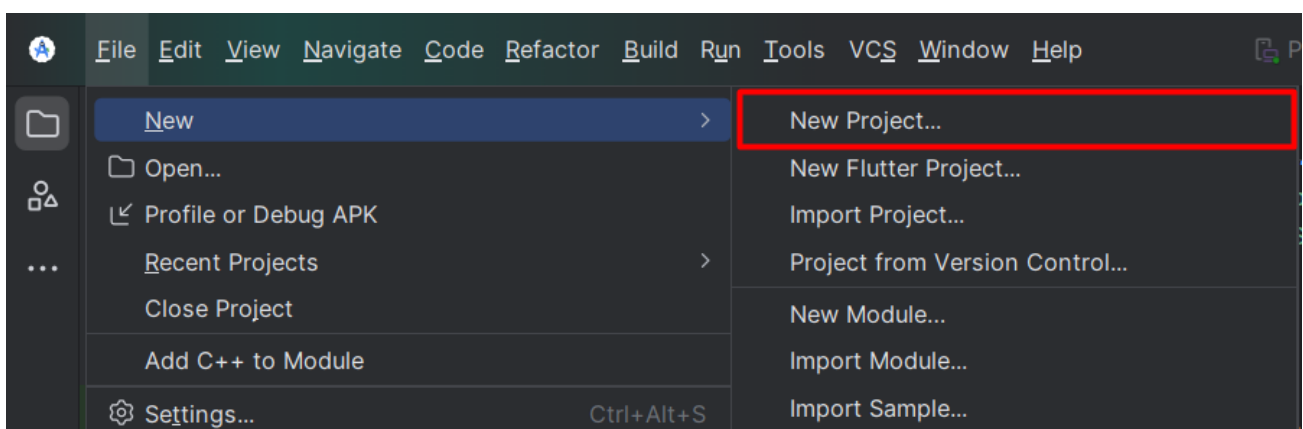 File Edit View Navigate Code Refactor Build Run Tools VCS Window Help P
New
Open...
Profile or Debug APK
Recent Projects
Close Project
Add C++ to Module
Settings... Ctrl+Alt+S
New Project...
New Flutter Project...
Import Project...
Project from Version Control...
New Module...
Import Module...
Import Sample...